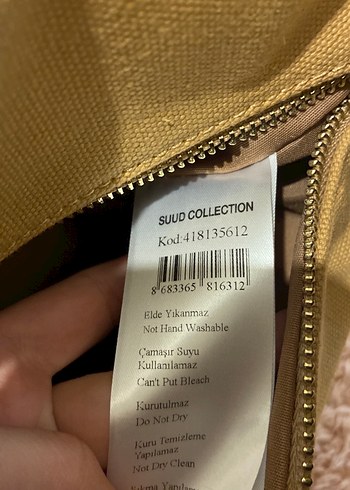 SUUD COLLECTION
Kod:418135612
8 683365 816312
Elde Yıkanmaz
Not Hand Washable
Çamaşır Suyu
Kullanılamaz
Can't Put Bleach
Kurutulmaz
Do Not Dry
Kuru Temizleme
Yapılamaz
Not Dry Clean